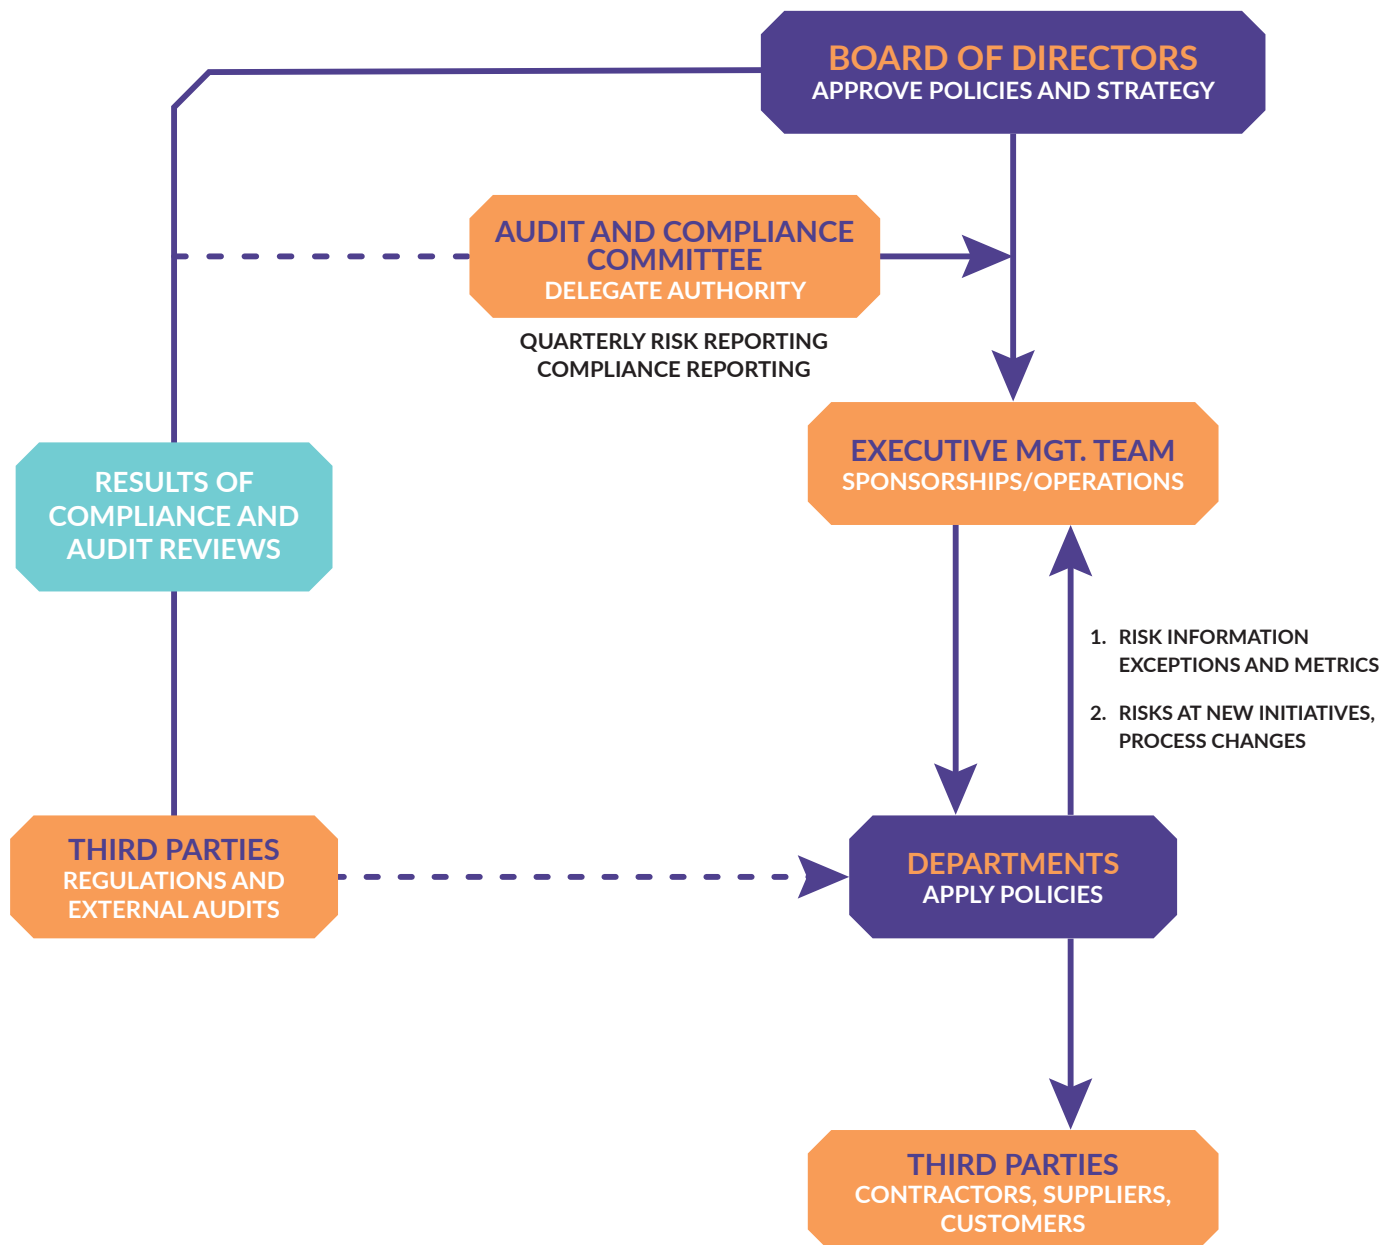 BOARD OF DIRECTORS
APPROVE POLICIES AND STRATEGY
AUDIT AND COMPLIANCE
COMMITTEE
DELEGATE AUTHORITY
QUARTERLY RISK REPORTING
COMPLIANCE REPORTING
EXECUTIVE MGT. TEAM
SPONSORSHIPS/OPERATIONS
RESULTS OF
COMPLIANCE AND
AUDIT REVIEWS
1. RISK INFORMATION
EXCEPTIONS AND METRICS
2. RISKS AT NEW INITIATIVES,
PROCESS CHANGES
THIRD PARTIES
REGULATIONS AND
EXTERNAL AUDITS
DEPARTMENTS
APPLY POLICIES
THIRD PARTIES
CONTRACTORS, SUPPLIERS,
CUSTOMERS